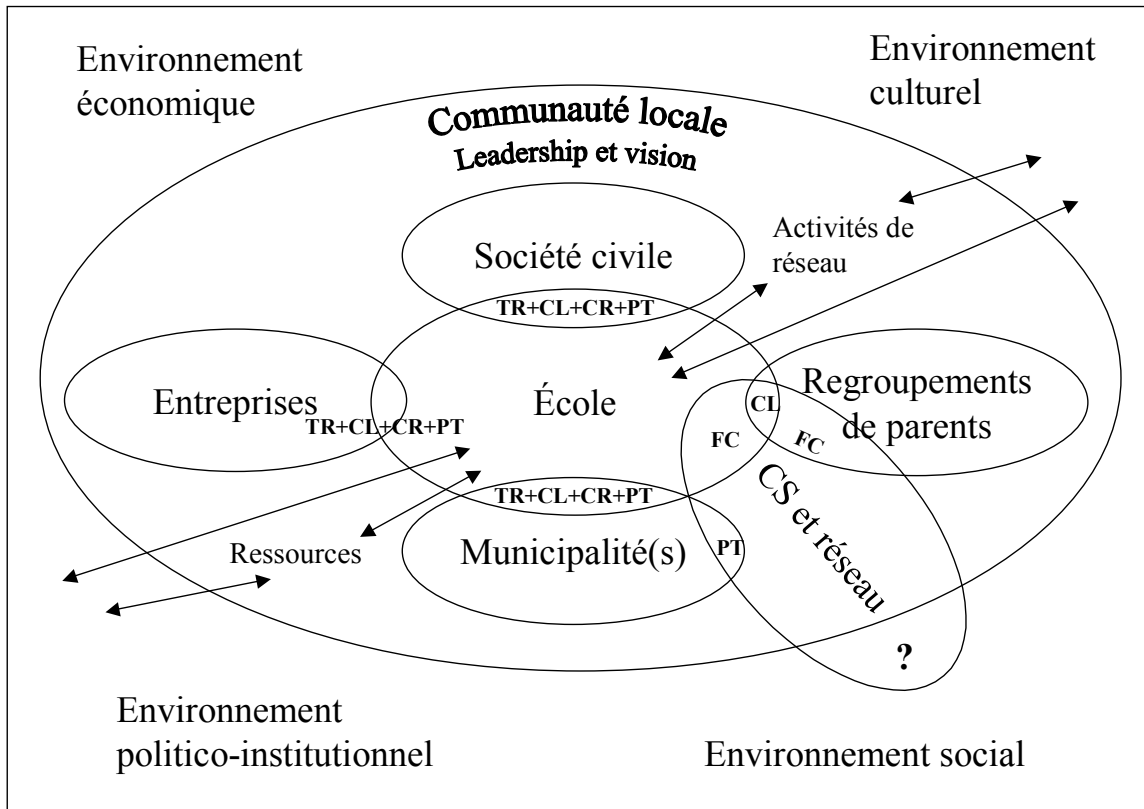 Environnement
économique
Environnement
culturel
Communauté locale
Leadership et vision
Activités de
réseau
Société civile
TR+CL+CR+PT
Entreprises
TR+CL+CR+PT
École
Regroupements
de parents
CL
FC
FC
CS et réseau
TR+CL+CR+PT
Municipalité(s)
PT
Ressources
?
Environnement
politico-institutionnel
Environnement social